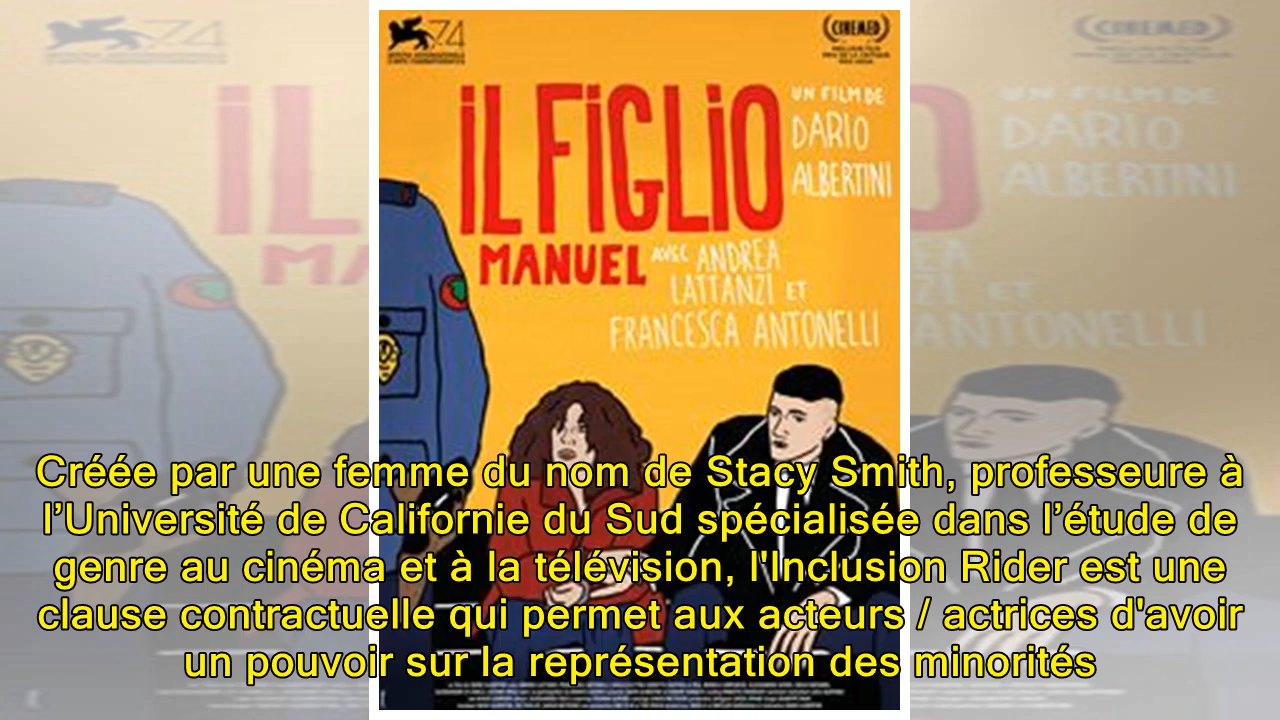 74
CINEMED
IL FIGLIO
MANUEL
UN FILM DE
DARIO
ALBERTINI
AVEC ANDREA
LATTANZI ET
FRANCESCA ANTONELLI
Créée par une femme du nom de Stacy Smith, professeure à
l’Université de Californie du Sud spécialisée dans l’étude de
genre au cinéma et à la télévision, l'Inclusion Rider est une
clause contractuelle qui permet aux acteurs / actrices d'avoir
un pouvoir sur la représentation des minorités